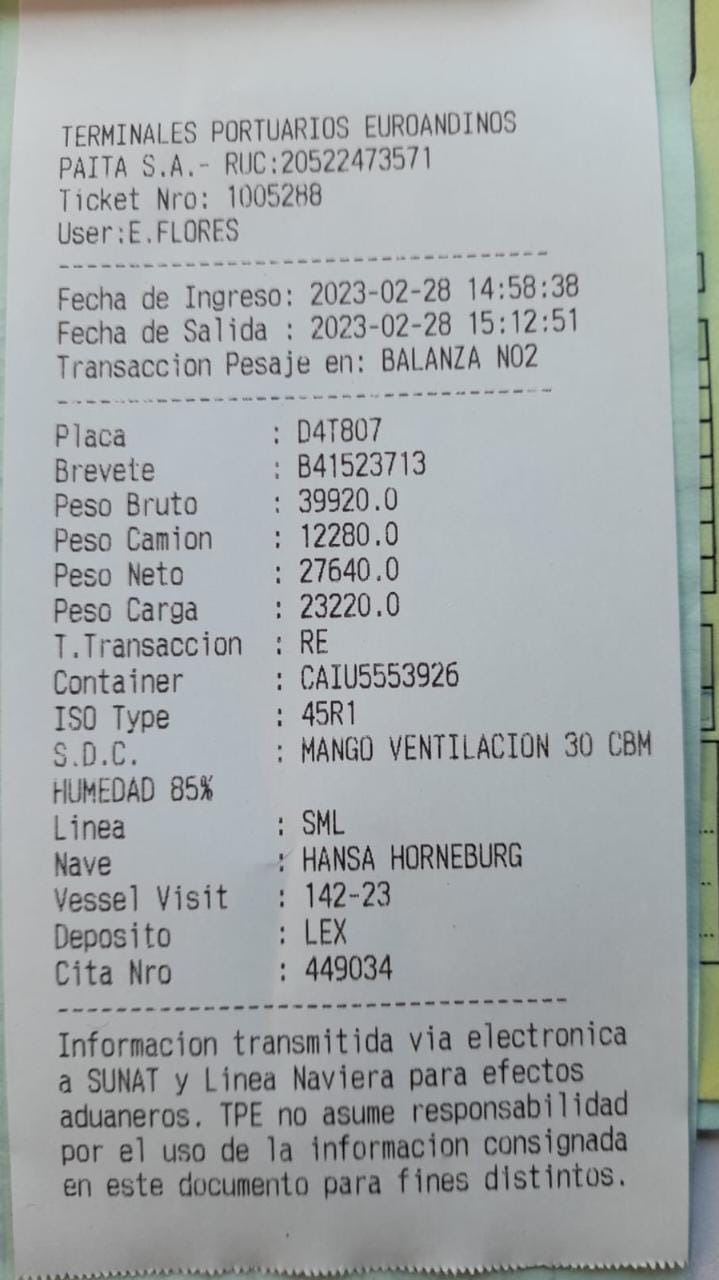 TERMINALES PORTUARIOS EUROANDINOS
PAITA S.A.- RUC:20522473571
Ticket Nro: 1005288
User:E.FLORES
Fecha de Ingreso: 2023-02-28 14:58:38
Fecha de Salida : 2023-02-28 15:12:51
Transaccion Pesaje en: BALANZA NO2
Placa : D4T807
Brevete : B41523713
Peso Bruto : 39920.0
Peso Camion : 12280.0
Peso Neto : 27640.0
Peso Carga : 23220.0
T.Transaccion : RE
Container : CAIU5553926
ISO Type : 45R1
S.D.C. : MANGO VENTILACION 30 CBM
HUMEDAD 85%
Linea : SML
Nave : HANSA HORNEBURG
Vessel Visit : 142-23
Deposito : LEX
Cita Nro : 449034
Informacion transmitida via electronica
a SUNAT y Linea Naviera para efectos
aduaneros. TPE no asume responsabilidad
por el uso de la informacion consignada
en este documento para fines distintos.